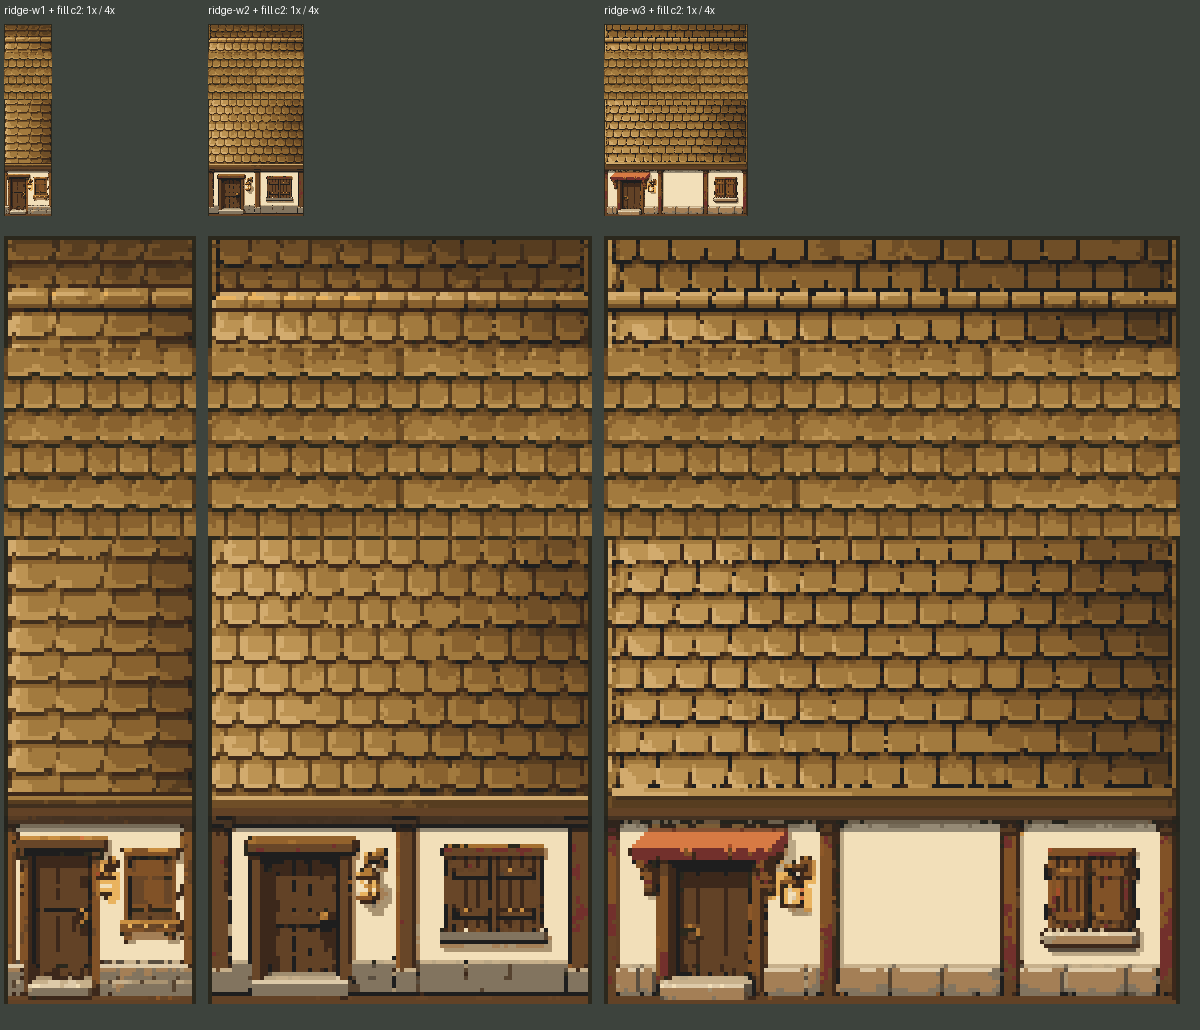 ridge-w1 + fill c2: 1x / 4x
ridge-w2 + fill c2: 1x / 4x
ridge-w3 + fill c2: 1x / 4x